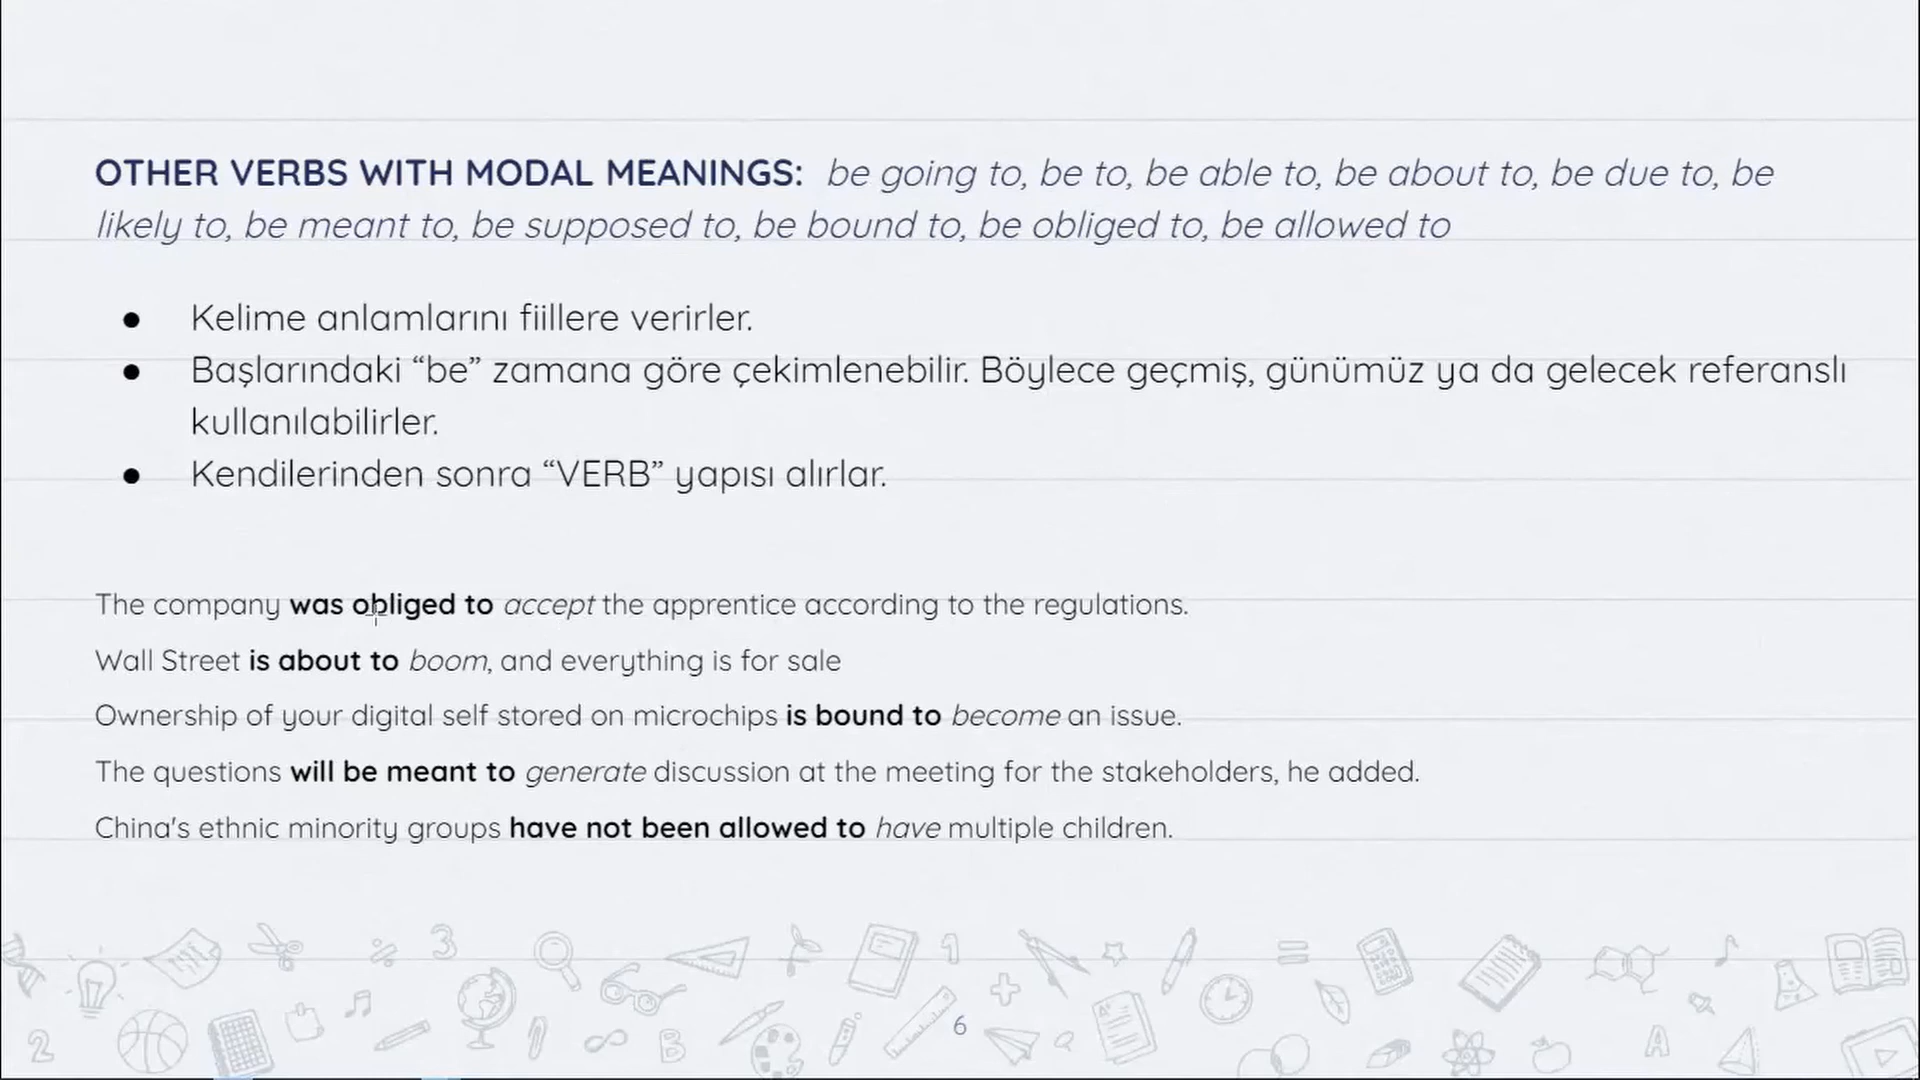 OTHER VERBS WITH MODAL MEANINGS: be going to, be to, be able to, be about to, be due to, be
likely to, be meant to, be supposed to, be bound to, be obliged to, be allowed to
● Kelime anlamlarını fiillere verirler.
● Başlarındaki “be” zamana göre çekimlenebilir. Böylece geçmiş, günümüz ya da gelecek referanslı
kullanılabilirler.
● Kendilerinden sonra “VERB” yapısı alırlar.
The company was obliged to accept the apprentice according to the regulations.
Wall Street is about to boom, and everything is for sale
Ownership of your digital self stored on microchips is bound to become an issue.
The questions will be meant to generate discussion at the meeting for the stakeholders, he added.
China's ethnic minority groups have not been allowed to have multiple children.
6